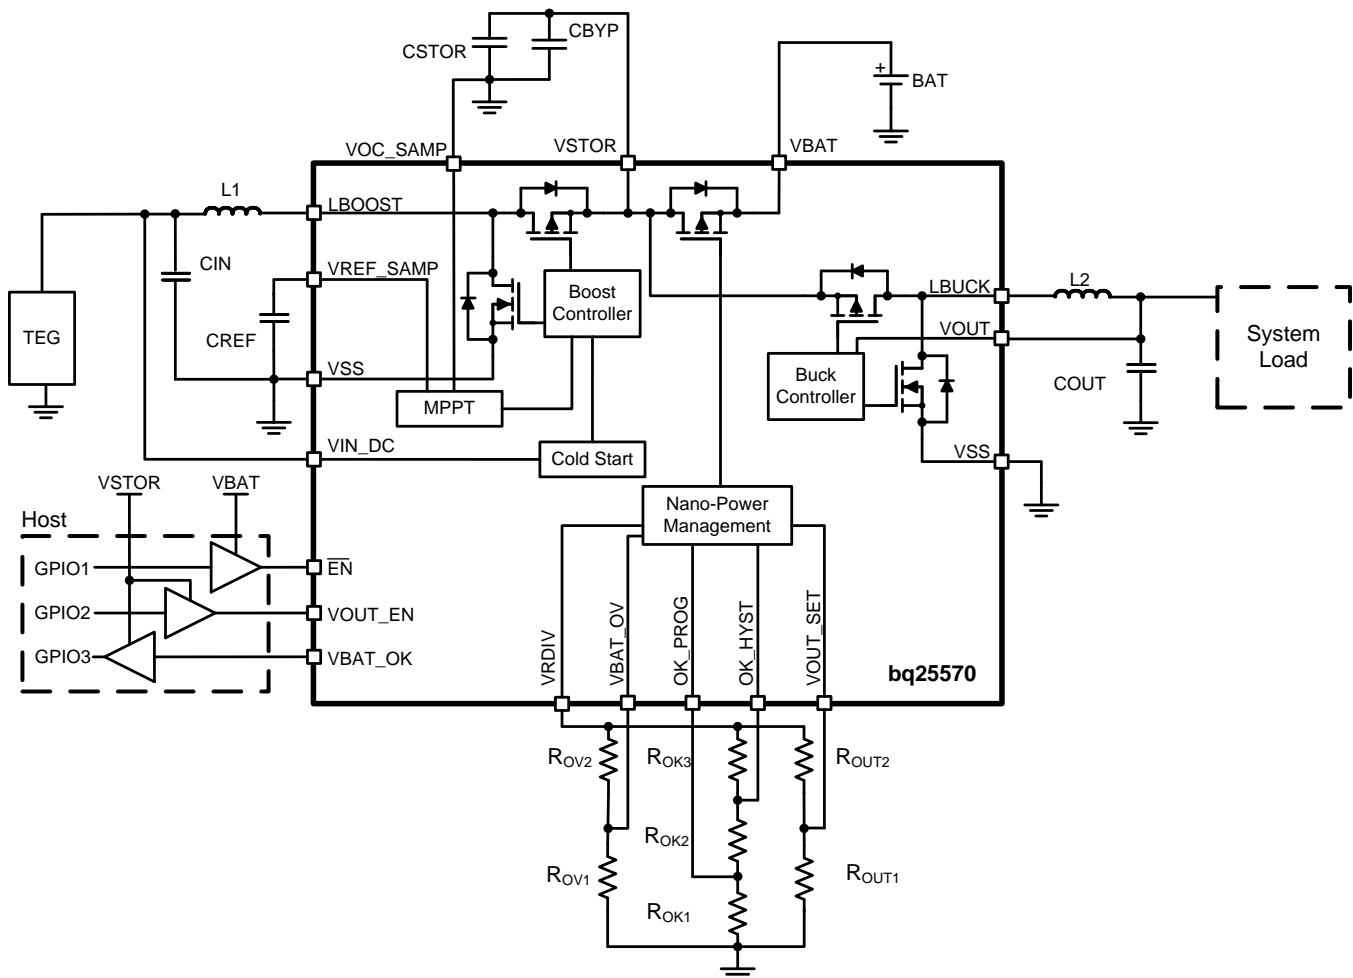 CBYP
CSTOR
+
BAT
VOC_SAMP
VSTOR
VBAT
L1
LBOOST
CIN
VREF_SAMP
Boost
Controller
LBUCK
L2
TEG
CREF
VOUT
System
Load
VSS
Buck
Controller
COUT
MPPT
VIN_DC
Cold Start
VSS
VSTOR
VBAT
Nano-Power
Management
Host
GPIO1
EN
GPIO2
VOUT_EN
GPIO3
VBAT_OK
VRDIV
VBAT_OV
OK_PROG
OK_HYST
VOUT_SET
bq25570
ROV2
ROK3
ROUT2
ROK2
ROV1
ROUT1
ROK1